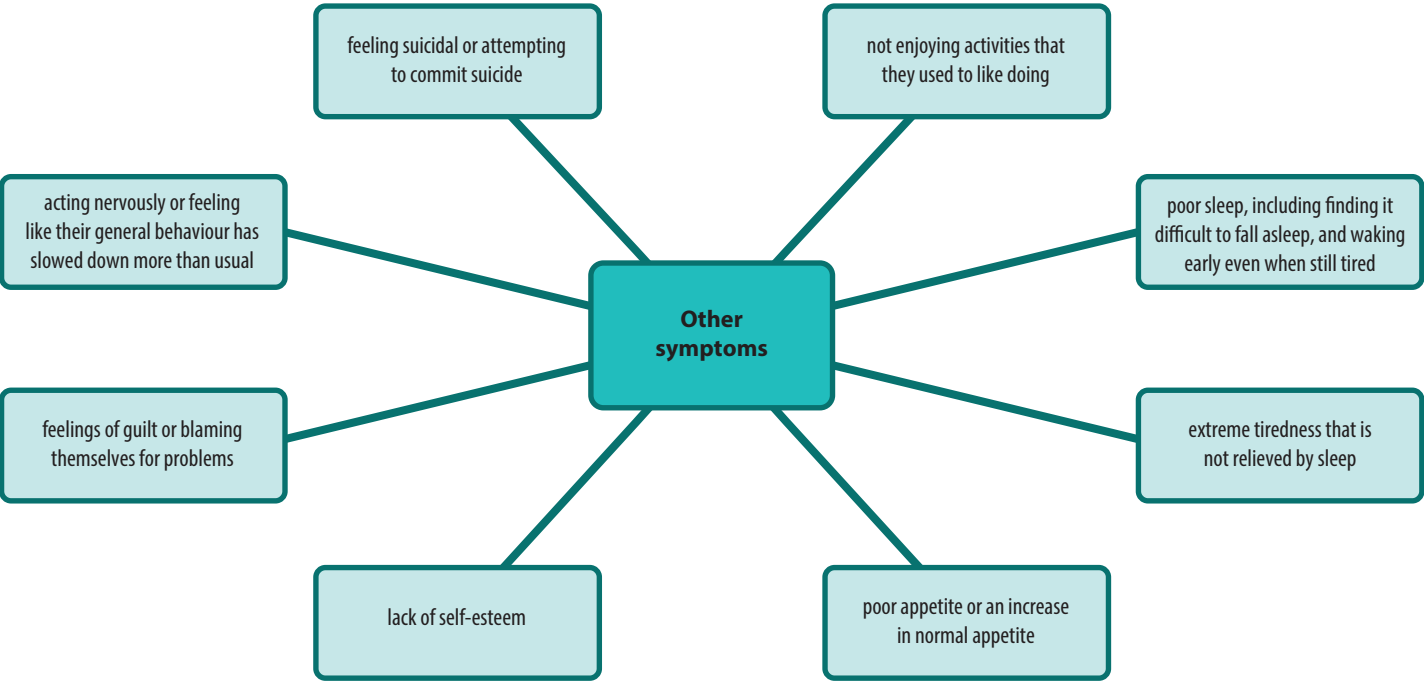 feeling suicidal or attempting
to commit suicide
not enjoying activities that
they used to like doing
acting nervously or feeling
like their general behaviour has
slowed down more than usual
poor sleep, including finding it
difficult to fall asleep, and waking
early even when still tired
Other
symptoms
feelings of guilt or blaming
themselves for problems
extreme tiredness that is
not relieved by sleep
lack of self-esteem
poor appetite or an increase
in normal appetite